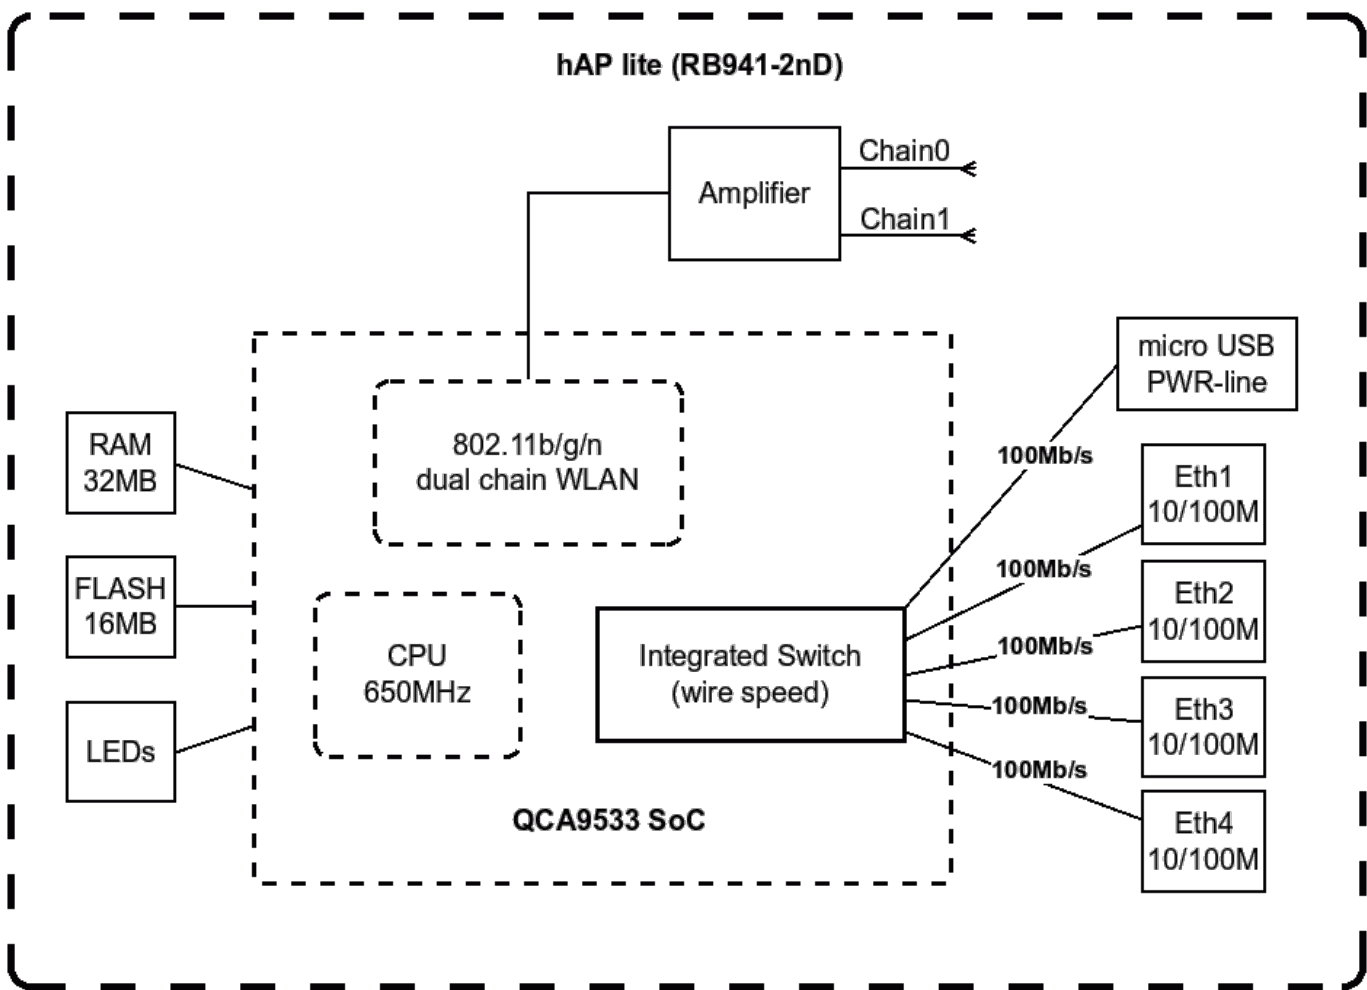 hAP lite (RB941-2nD)
Amplifier
Chain0
Chain1
802.11b/g/n
dual chain WLAN
RAM
32MB
FLASH
16MB
LEDs
CPU
650MHz
Integrated Switch
(wire speed)
QCA9533 SoC
micro USB
PWR-line
100Mb/s
Eth1
10/100M
100Mb/s
Eth2
10/100M
100Mb/s
Eth3
10/100M
100Mb/s
Eth4
10/100M
100Mb/s